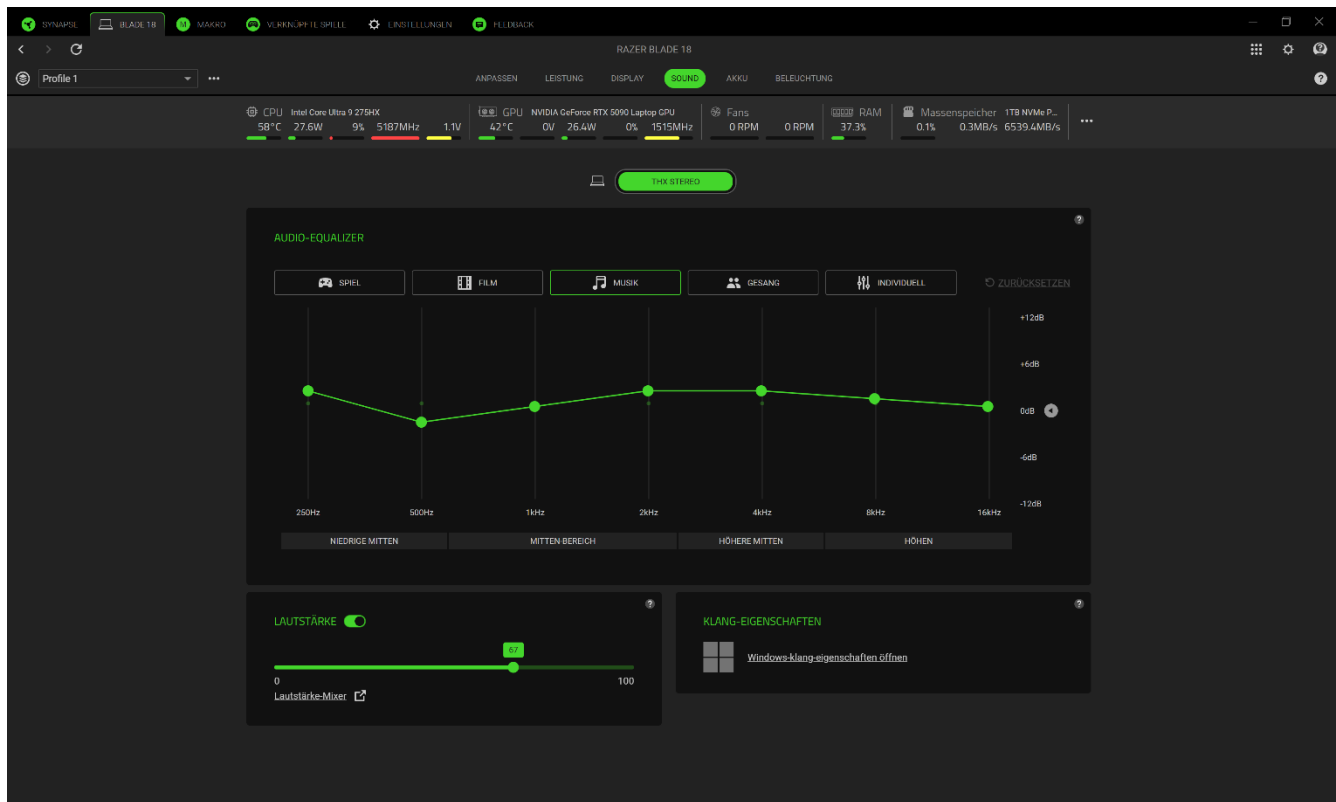 SYNAPSE BLADE 18 MAKRO VERKNÜPFTE SPIELE EINSTELLUNGEN FEEDBACK
RAZER BLADE 18
Profile 1 ANPASSEN LEISTUNG DISPLAY SOUND AKKU BELEUCHTUNG
CPU Intel Core Ultra 9 275HX GPU NVIDIA GeForce RTX 5090 Laptop GPU Fans RAM Massenspeicher 1TB NVMe P...
58°C 27.6W 9% 5187MHz 1.1V 42°C 0V 26.4W 0% 1515MHz 0 RPM 0 RPM 37.3% 0.1% 0.3MB/s 6539.4MB/s
THX STEREO
AUDIO-EQUALIZER
SPIEL FILM MUSIK GESANG INDIVIDUELL ZURÜCKSETZEN
+12dB
+6dB
0dB
-6dB
-12dB
250Hz 500Hz 1kHz 2kHz 4kHz 8kHz 16kHz
NIEDRIGE MITTEN MITTEN-BEREICH HÖHERE MITTEN HÖHEN
LAUTSTÄRKE
67
0 100
Lautstärke-Mixer
KLANG-EIGENSCHAFTEN
Windows-klang-eigenschaften öffnen